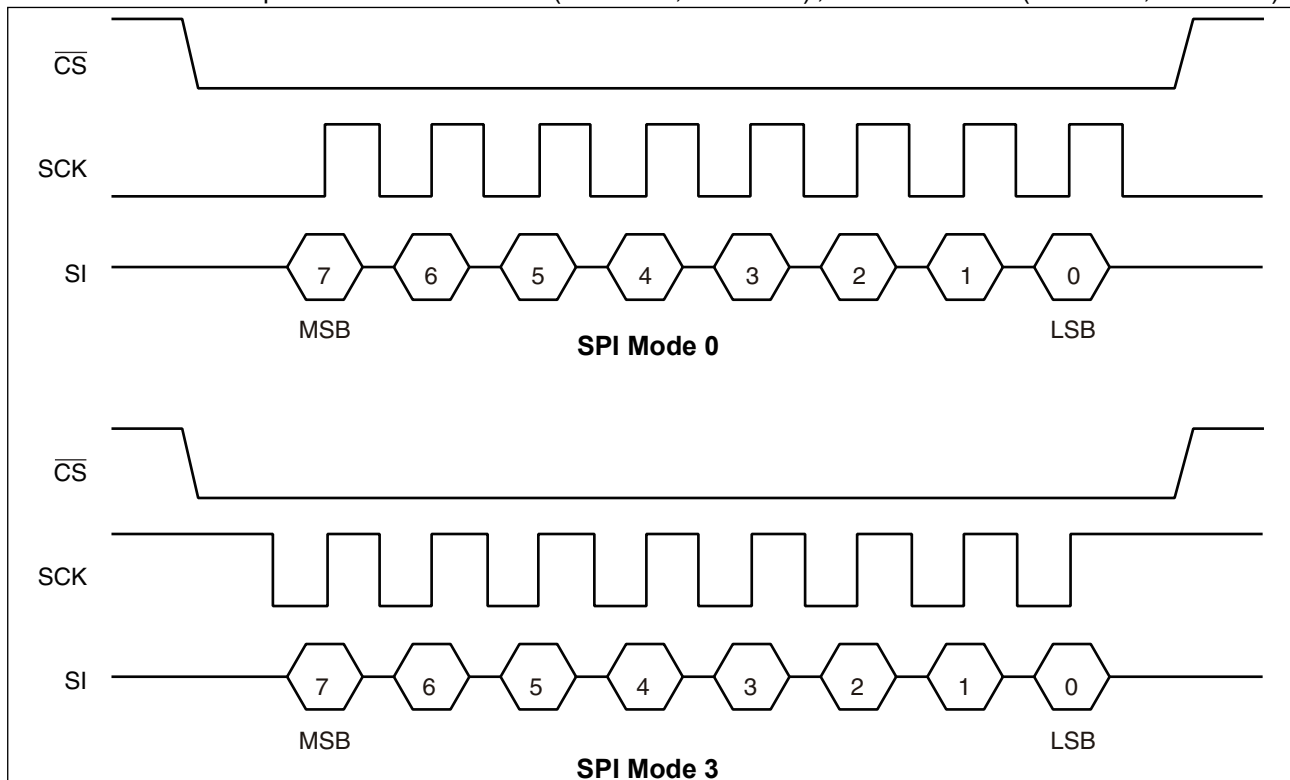 CS
SCK
SI
7 6 5 4 3 2 1 0
MSB LSB
SPI Mode 0
CS
SCK
SI
7 6 5 4 3 2 1 0
MSB LSB
SPI Mode 3